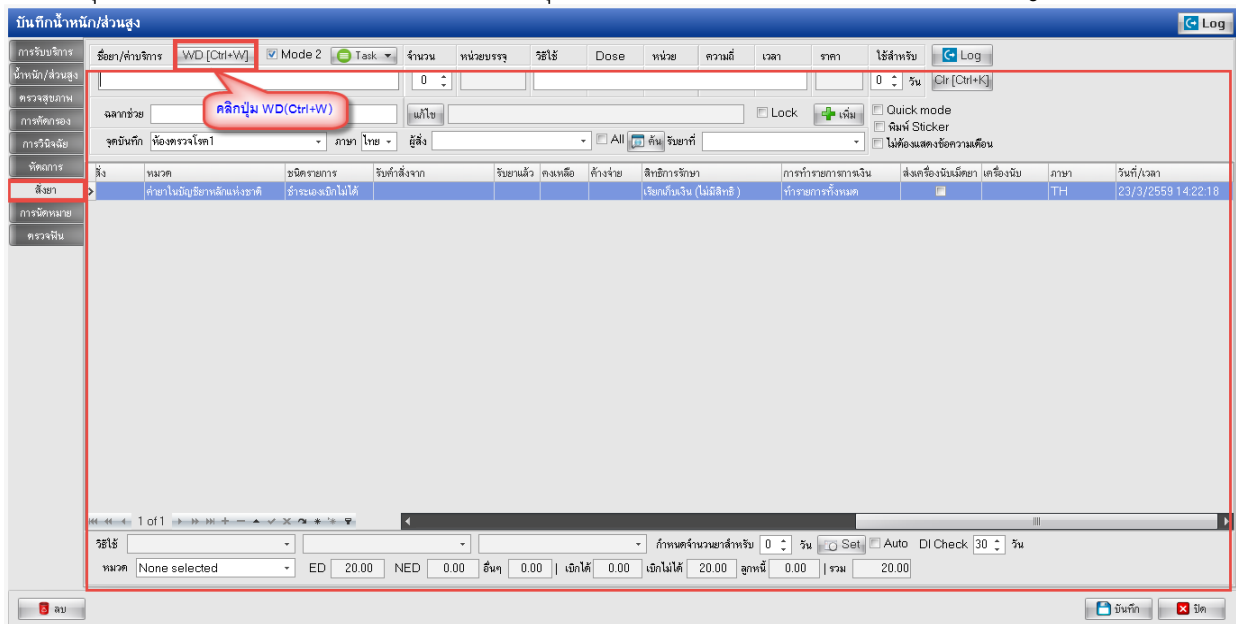 บันทึกน้ำหนัก/ส่วนสูง Log
การรับบริการ
น้ำหนัก/ส่วนสูง
ตรวจสุขภาพ
การคัดกรอง
การวินิจฉัย
หัตถการ
สั่งยา
การนัดหมาย
ตรวจฟัน
ชื่อยา/ค่าบริการ WD [Ctrl+W] Mode 2 Task จำนวน หน่วยบรรจุ วิธีใช้ Dose หน่วย ความถี่ เวลา ราคา ใช้สำหรับ Log
0 0 วัน Clr [Ctrl+K]
คลิกปุ่ม WD(Ctrl+W)
ฉลากช่วย แก้ไข Lock เพิ่ม Quick mode
พิมพ์ Sticker
จุดบันทึก ห้องตรวจโรค1 ภาษา ไทย ผู้สั่ง All ค้น รับยาที่ ไม่ต้องแสดงข้อความเตือน
สั่ง หมวด ชนิดรายการ รับคำสั่งจาก รับยาแล้ว คงเหลือ ค้างจ่าย สิทธิการรักษา การทำรายการการเงิน ส่งเครื่องนับเม็ดยา เครื่องนับ ภาษา วันที่/เวลา
ค่ายาในบัญชียาหลักแห่งชาติ ชำระเองเบิกไม่ได้ เรียกเก็บเงิน (ไม่มีสิทธิ ) ทำรายการทั้งหมด TH 23/3/2559 14:22:18
1 of 1
วิธีใช้ กำหนดจำนวนยาสำหรับ 0 วัน Set Auto DI Check 30 วัน
หมวด None selected ED 20.00 NED 0.00 อื่นๆ 0.00 | เบิกได้ 0.00 เบิกไม่ได้ 20.00 ลูกหนี้ 0.00 | รวม 20.00
ลบ บันทึก ปิด